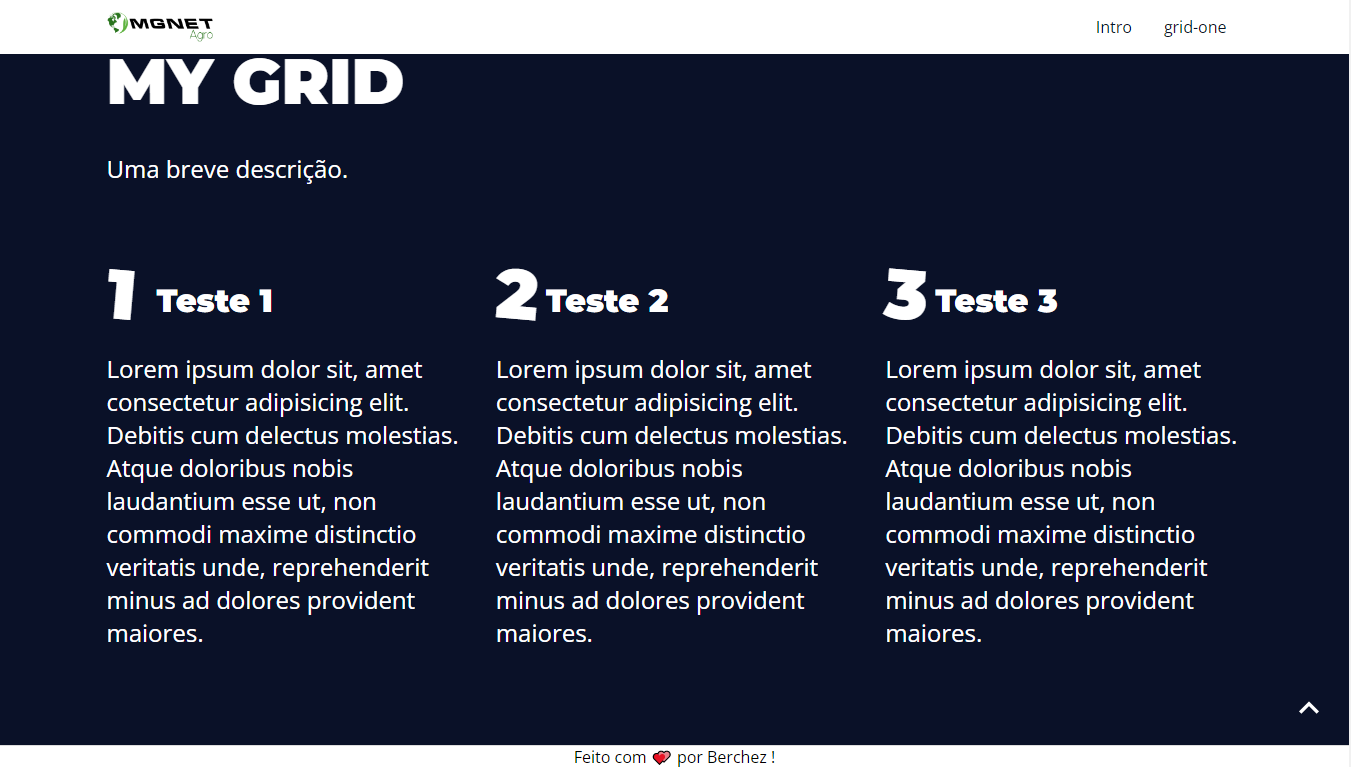 MGNET
Agro
Intro
grid-one
MY GRID
Uma breve descrição.
1 Teste 1
Lorem ipsum dolor sit, amet
consectetur adipisicing elit.
Debitis cum delectus molestias.
Atque doloribus nobis
laudantium esse ut, non
commodi maxime distinctio
veritatis unde, reprehenderit
minus ad dolores provident
maiores.
2 Teste 2
Lorem ipsum dolor sit, amet
consectetur adipisicing elit.
Debitis cum delectus molestias.
Atque doloribus nobis
laudantium esse ut, non
commodi maxime distinctio
veritatis unde, reprehenderit
minus ad dolores provident
maiores.
3 Teste 3
Lorem ipsum dolor sit, amet
consectetur adipisicing elit.
Debitis cum delectus molestias.
Atque doloribus nobis
laudantium esse ut, non
commodi maxime distinctio
veritatis unde, reprehenderit
minus ad dolores provident
maiores.
Feito com 💕 por Berchez !